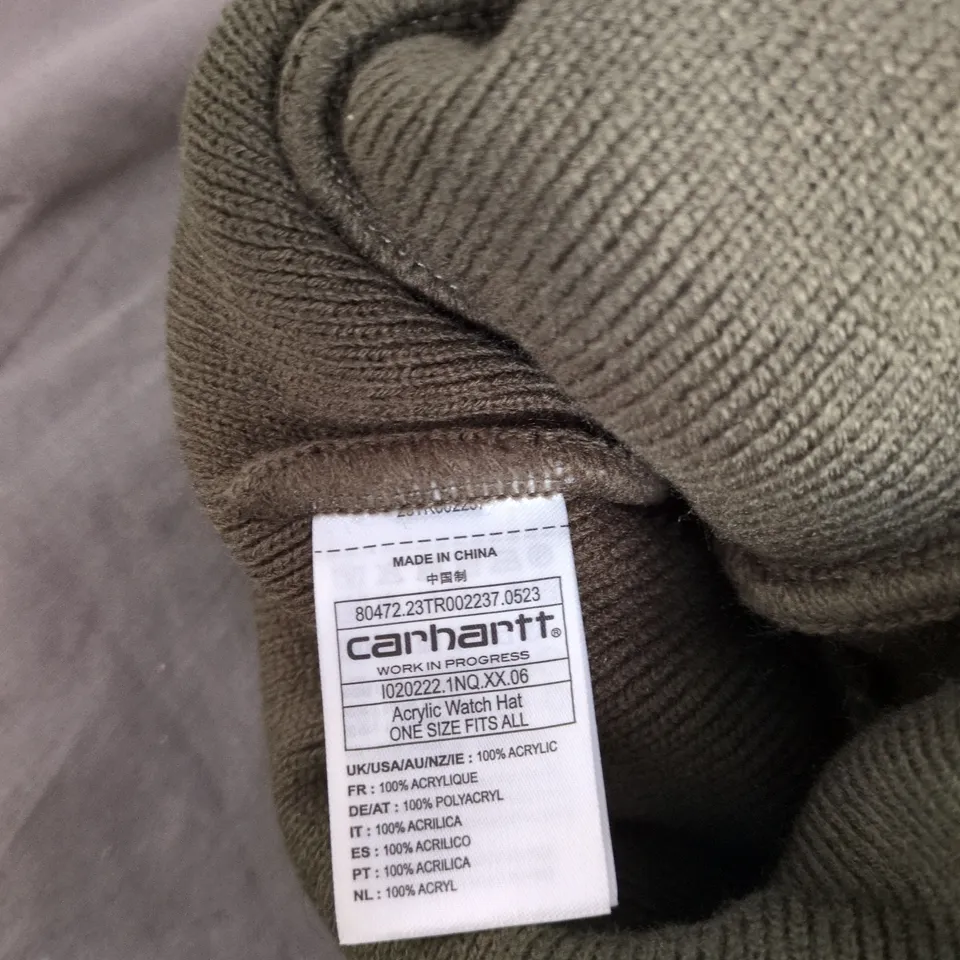 MADE IN CHINA
中国制
80472.23TR002237.0523
carhartt®
WORK IN PROGRESS
I020222.1NQ.XX.06
Acrylic Watch Hat
ONE SIZE FITS ALL
UK/USA/AU/NZ/IE : 100% ACRYLIC
FR : 100% ACRYLIQUE
DE/AT : 100% POLYACRYL
IT : 100% ACRILICA
ES : 100% ACRILICO
PT : 100% ACRILICA
NL : 100% ACRYL